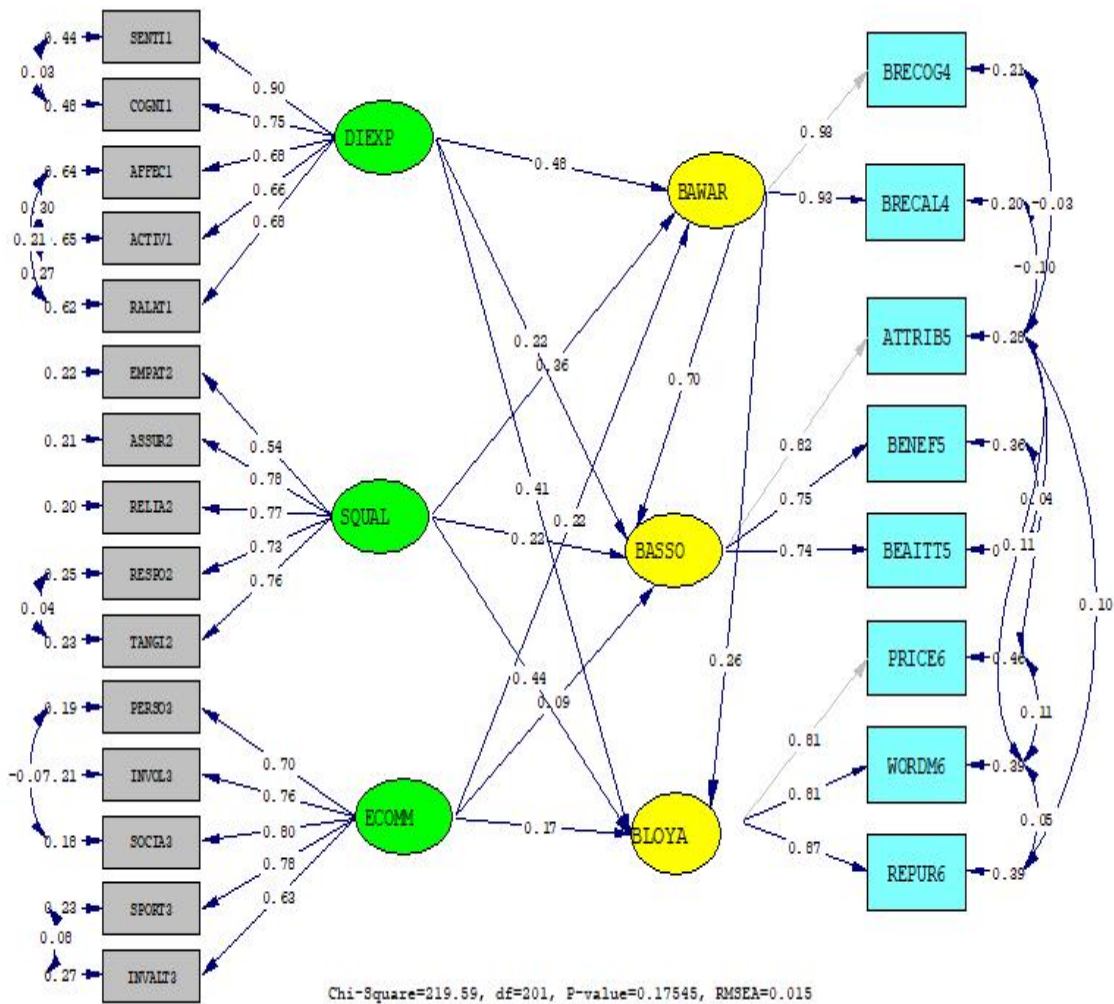 0.44 SENTI1
0.03
0.48 COGNI1
0.64 AFFEC1
0.30
0.21 .65 ACTIV1
0.27
0.62 RALAT1
0.22 EMPAT2
0.21 ASSUR2
0.20 RELIA2
0.25 RESPO2
0.04
0.23 TANGI2
0.19 PERSO3
-0.07 .21 INVOL3
0.18 SOCIA3
0.23 SPORT3
0.08
0.27 INVALT3
0.90
0.75
0.68
0.66
0.68
DIEXP
0.54
0.78
0.77
0.73
0.76
SQUAL
0.70
0.76
0.80
0.78
0.63
ECOMM
0.48
0.22
0.36
0.70
0.41
0.22
0.22
0.44
0.09
0.26
0.17
BAWAR
BASSO
BLOYA
0.93
0.82
0.75
0.74
0.81
0.81
0.87
BRECOG4 0.21
BRECAL4 0.20 -0.03
-0.10
ATTRIB5 0.28
BENEF5 0.36
0.04
0.11
BEAITT5
0.10
PRICE6 0.46
0.11
WORDM6 0.39
0.05
REPUR6 0.39
Chi-Square=219.59, df=201, P-value=0.17545, RMSEA=0.015